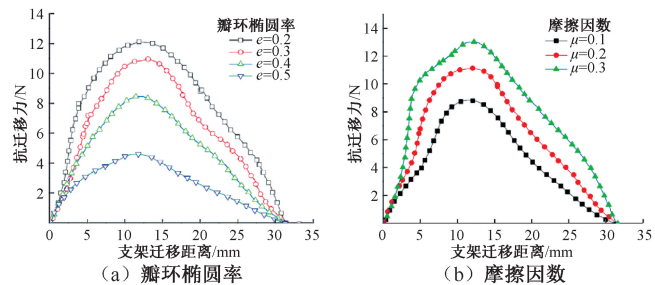 14
12
10
8
6
4
2
0
5
10
15
20
25
30
35
抗迁移力/N
支架迁移距离/mm
瓣环椭圆率
e=0.2
e=0.3
e=0.4
e=0.5
(a) 瓣环椭圆率
14
12
10
8
6
4
2
0
5
10
15
20
25
30
35
抗迁移力/N
支架迁移距离/mm
摩擦因数
μ=0.1
μ=0.2
μ=0.3
(b) 摩擦因数